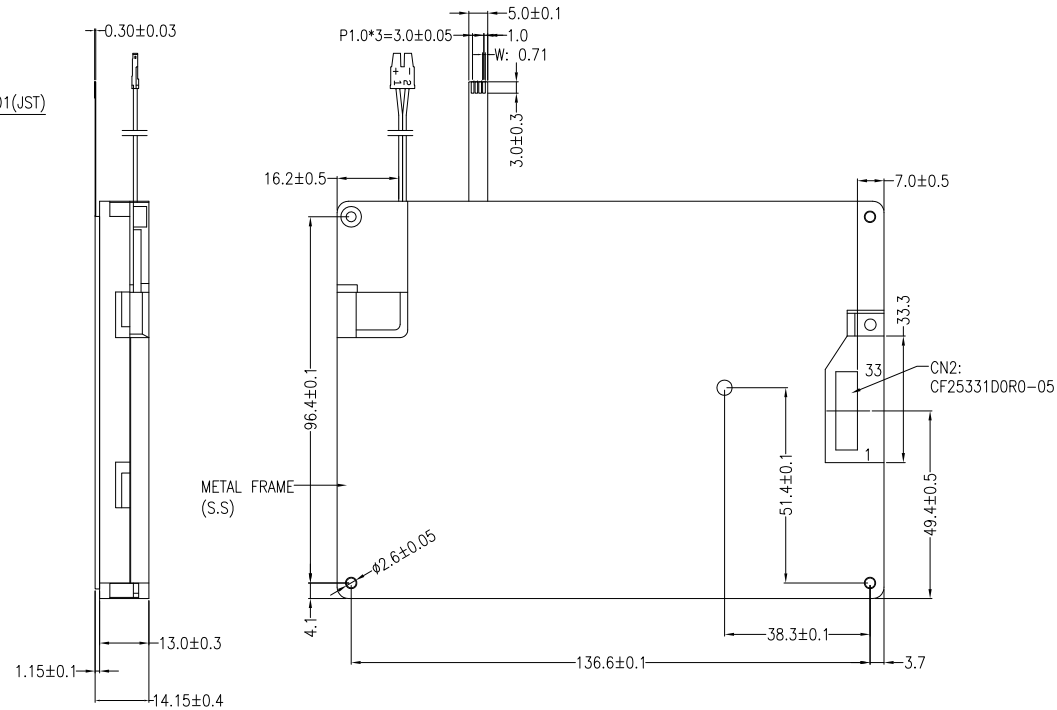 0.30±0.03
01(JST)
5.0±0.1
P1.0*3=3.0±0.05
1.0
W: 0.71
+ −
1 2
3.0±0.3
16.2±0.5
7.0±0.5
33.3
33
CN2:
CF25331D0R0-05
1
96.4±0.1
51.4±0.1
49.4±0.5
METAL FRAME
(S.S)
Ø2.6±0.05
4.1
13.0±0.3
38.3±0.1
1.15±0.1
136.6±0.1
3.7
14.15±0.4